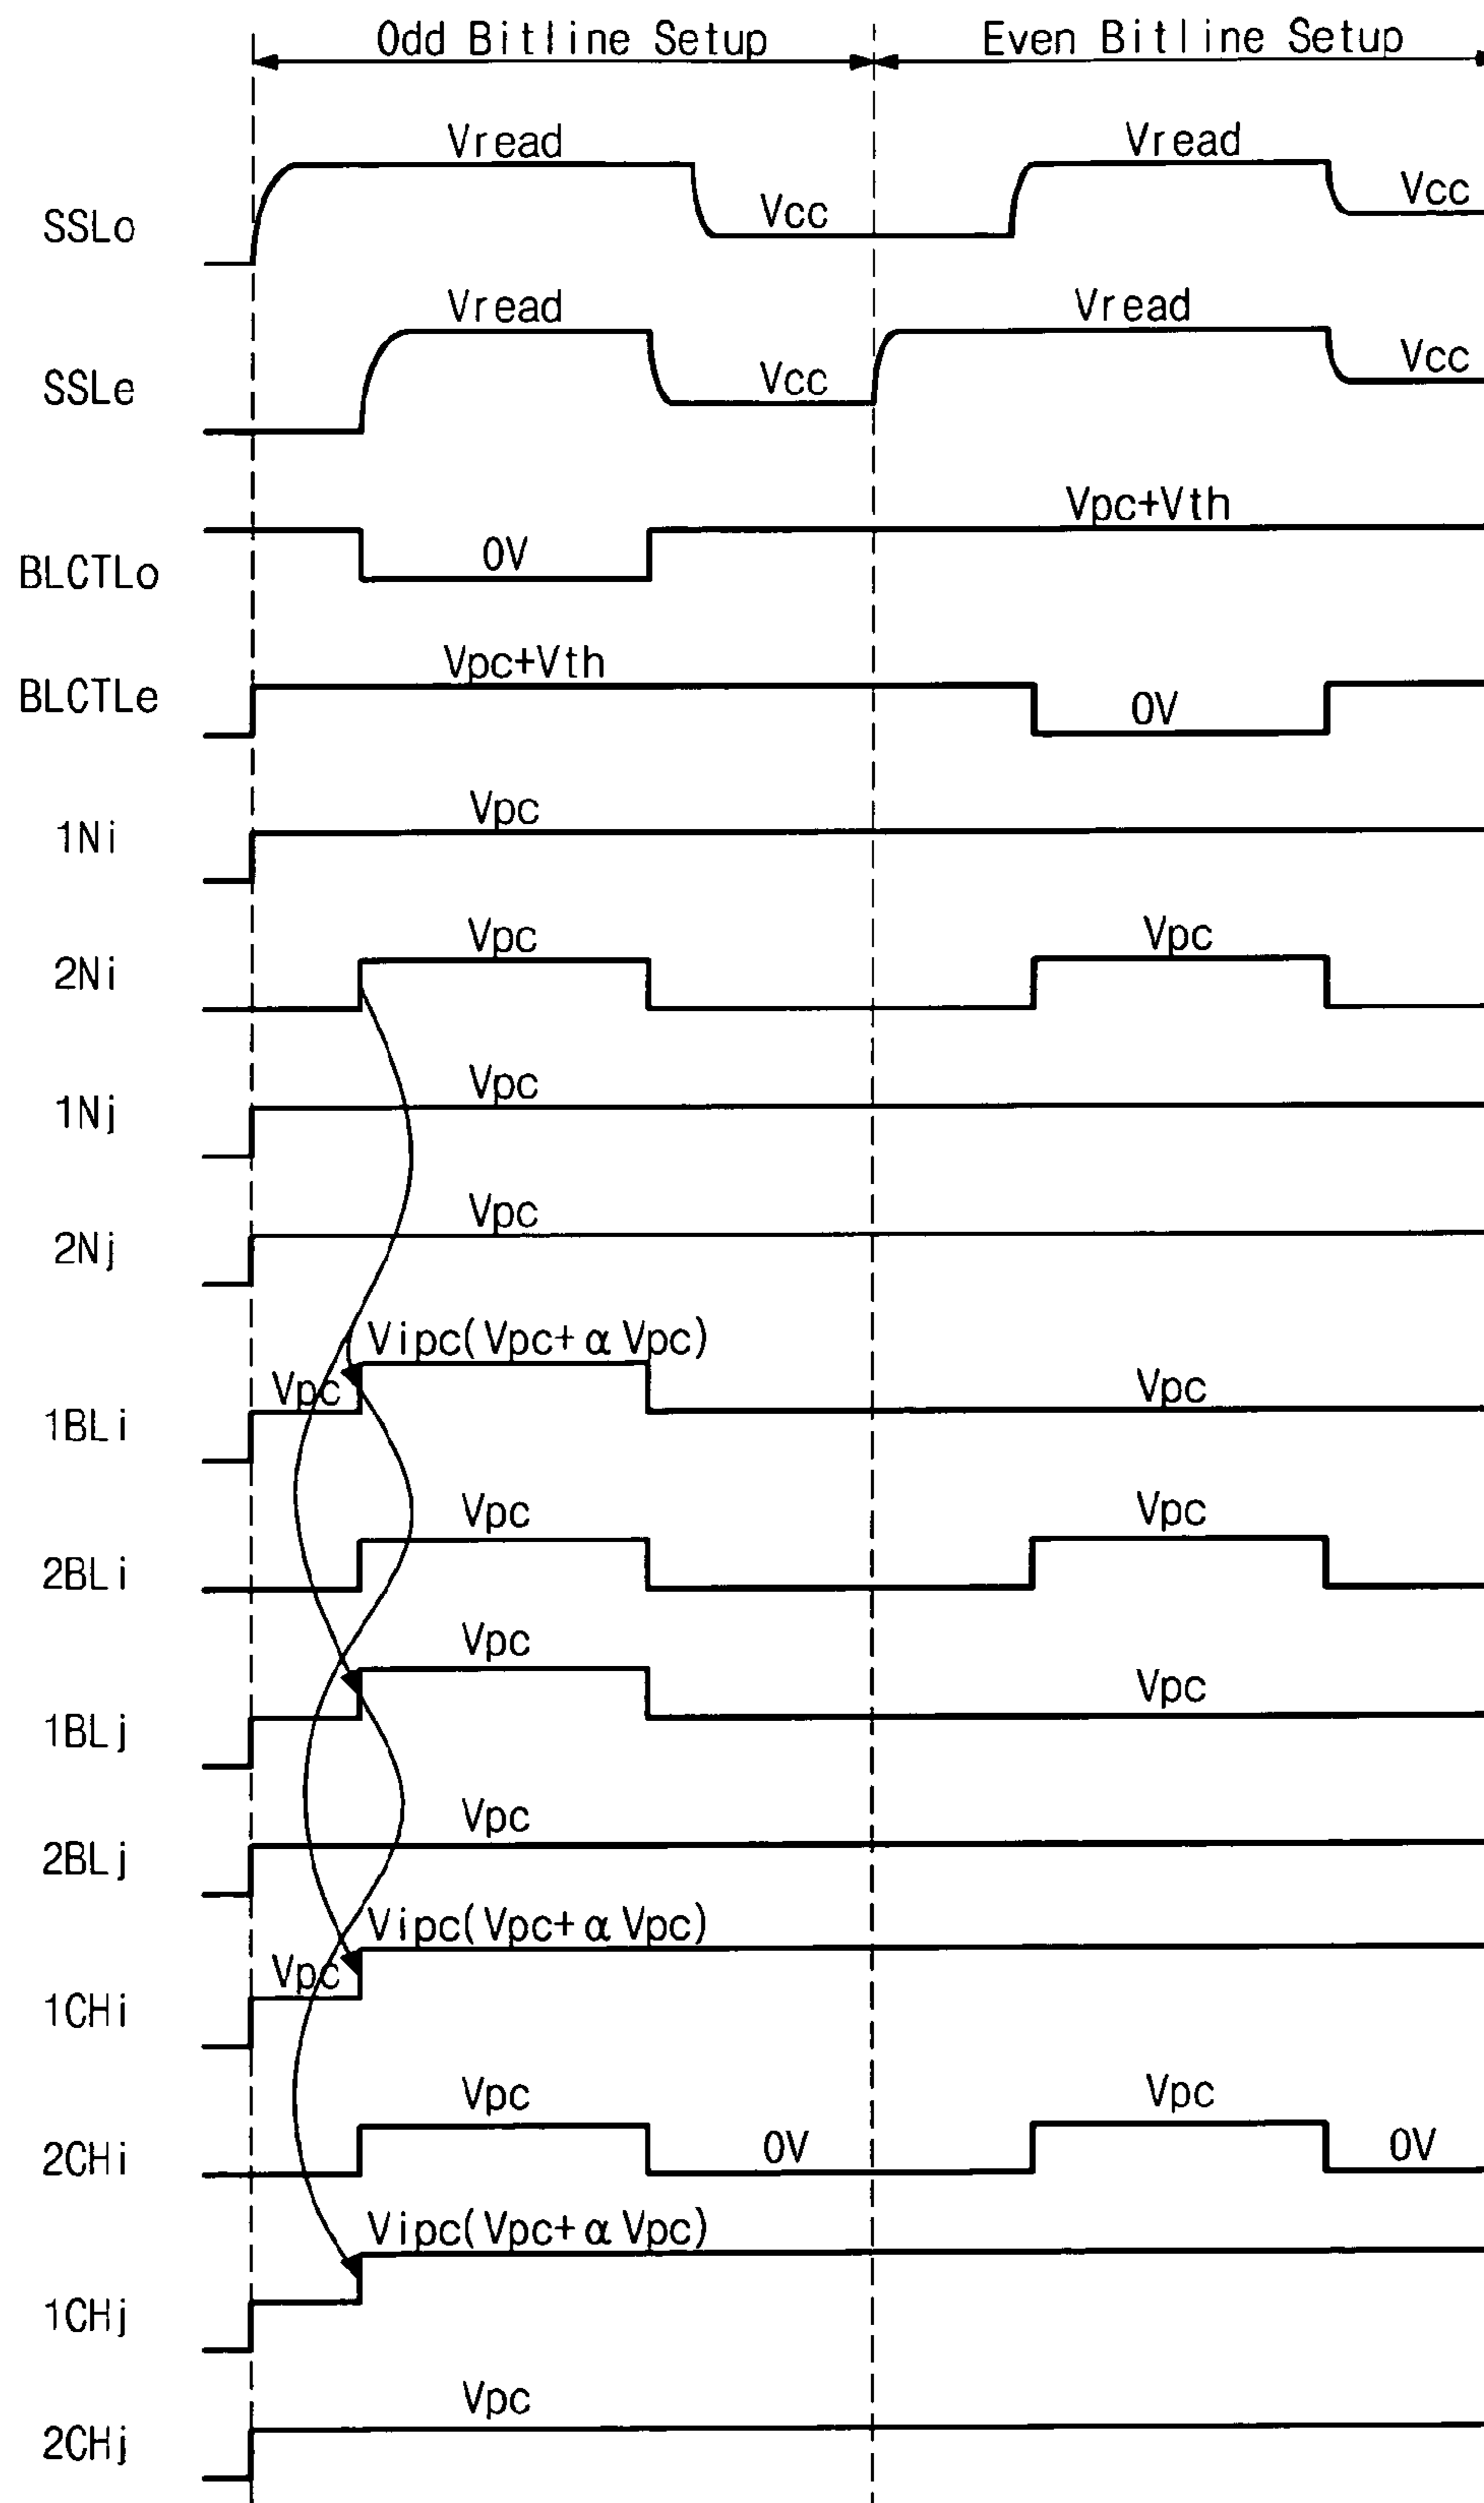 Odd Bitline Setup Even Bitline Setup
SSLo Vread Vcc Vread Vcc
SSLe Vread Vcc Vread Vcc
BLCTLo 0V Vpc+Vth
BLCTLe Vpc+Vth 0V
1Ni Vpc
2Ni Vpc Vpc
1Nj Vpc
2Nj Vpc
1BLi Vpc Vipc(Vpc+αVpc) Vpc
2BLi Vpc Vpc
1BLj Vpc Vpc
2BLj Vpc
1CHi Vpc Vipc(Vpc+αVpc)
2CHi Vpc 0V Vpc 0V
1CHj Vipc(Vpc+αVpc)
2CHj Vpc